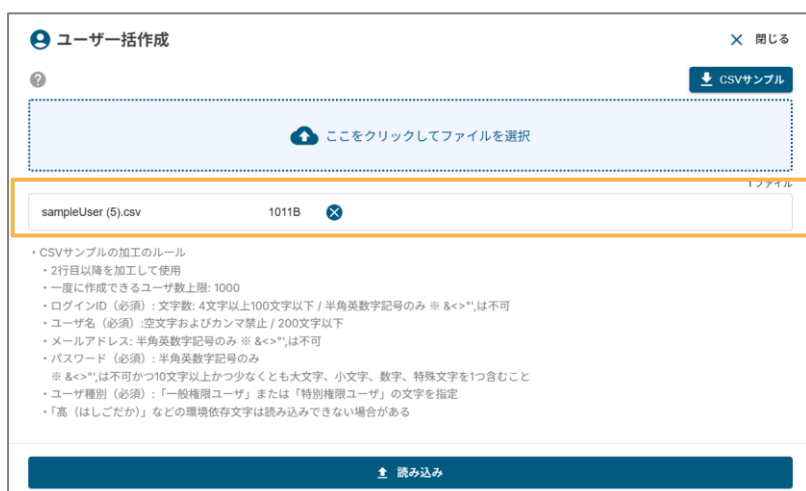 ユーザー括作成
閉じる
CSVサンプル
ここをクリックしてファイルを選択
1ファイル
sampleUser (5).csv 1011B
・CSVサンプルの加工のルール
・2行目以降を加工して使用
・一度に作成できるユーザ数上限: 1000
・ログインID（必須）: 文字数: 4文字以上100文字以下 / 半角英数字記号のみ ※ &<>"',は不可
・ユーザ名（必須）:空文字およびカンマ禁止 / 200文字以下
・メールアドレス: 半角英数字記号のみ ※ &<>"',は不可
・パスワード（必須）: 半角英数字記号のみ
※ &<>"',は不可かつ10文字以上かつ少なくとも大文字、小文字、数字、特殊文字を1つ含むこと
・ユーザ種別（必須）:「一般権限ユーザ」または「特別権限ユーザ」の文字を指定
・「髙（はしごだか）」などの環境依存文字は読み込みできない場合がある
読み込み